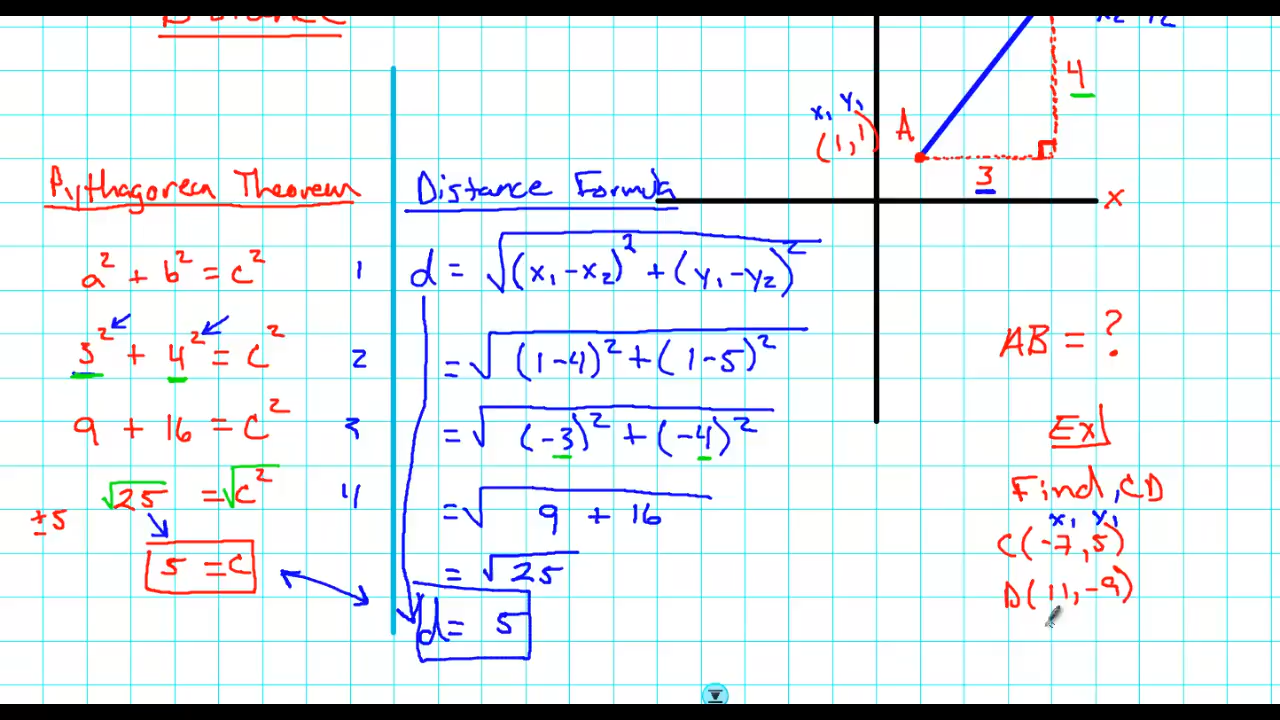 Distance
x2 y2
4
x₁ y₁
(1, 1)
A
3
x
Pythagorean Theorem
a² + b² = c²
3² + 4² = c²
9 + 16 = c²
√25 = √c²
±5
5 = c
1
2
3
4
Distance Formula
d = √(x₁ - x₂)² + (y₁ - y₂)²
= √(1 - 4)² + (1 - 5)²
= √(-3)² + (-4)²
= √9 + 16
= √25
d = 5
AB = ?
Ex
Find CD
x₁ y₁
C(-7, 5)
D(11, -9)